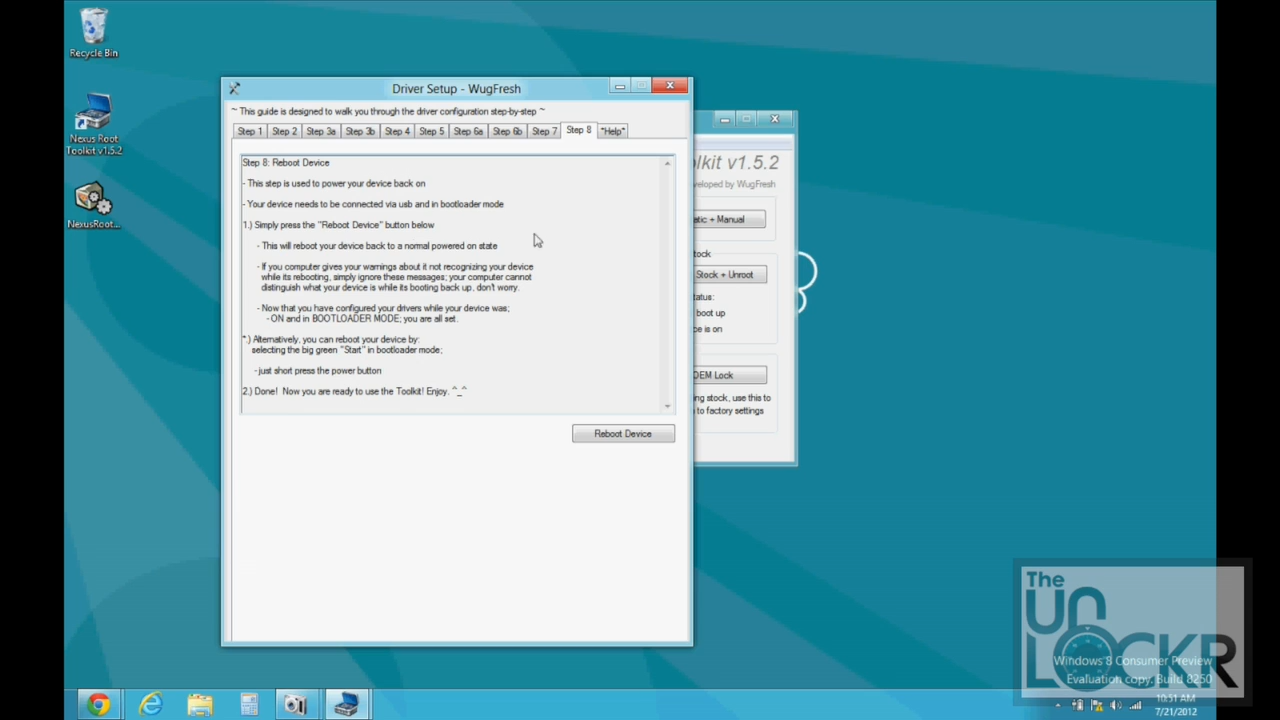 Recycle Bin
Nexus Root
Toolkit v1.5.2
NexusRoot...
Driver Setup - WugFresh
~ This guide is designed to walk you through the driver configuration step-by-step ~
Step 1
Step 2
Step 3a
Step 3b
Step 4
Step 5
Step 6a
Step 6b
Step 7
Step 8
*Help*
Step 8: Reboot Device
- This step is used to power your device back on
- Your device needs to be connected via usb and in bootloader mode
1.) Simply press the "Reboot Device" button below
- This will reboot your device back to a normal powered on state
- If you computer gives your warnings about it not recognizing your device
while its rebooting, simply ignore these messages; your computer cannot
distinguish what your device is while its booting back up, don't worry.
- Now that you have configured your drivers while your device was;
- ON and in BOOTLOADER MODE; you are all set.
*.) Alternatively, you can reboot your device by:
selecting the big green "Start" in bootloader mode;
- just short press the power button
2.) Done! Now you are ready to use the Toolkit! Enjoy. ^_^
Reboot Device
lkit v1.5.2
veloped by WugFresh
atic + Manual
tock
Stock + Unroot
tatus:
boot up
ce is on
OEM Lock
ng stock, use this to
to factory settings
The
UnLOCKR
Windows 8 Consumer Preview
Evaluation copy. Build 8250
10:51 AM
7/21/2012